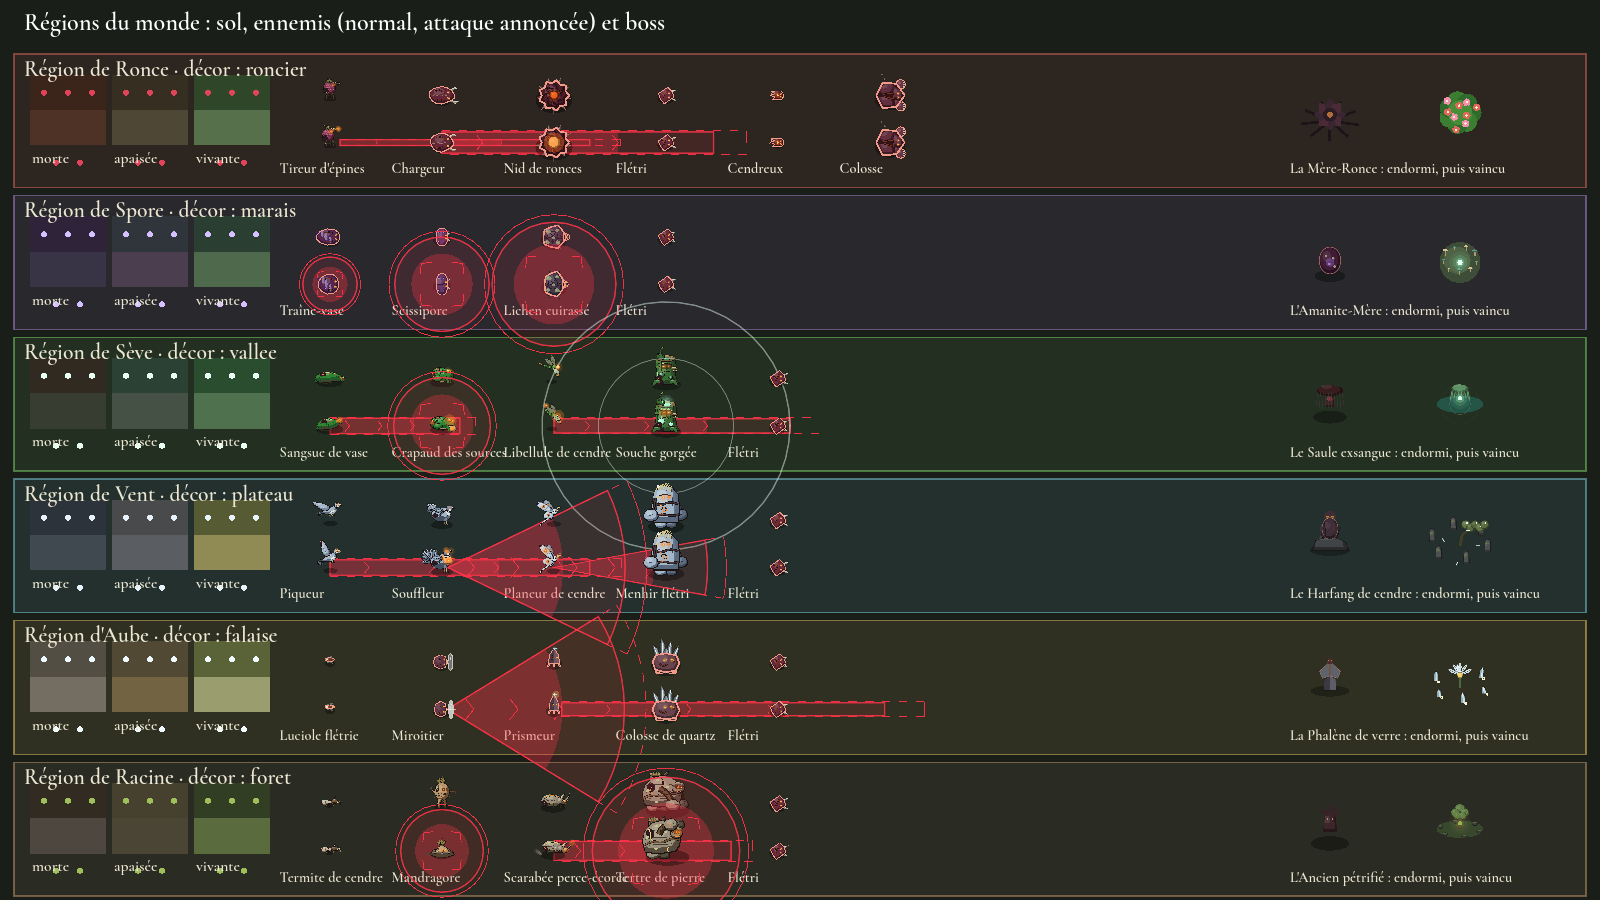 Régions du monde : sol, ennemis (normal, attaque annoncée) et boss
Région de Ronce · décor : roncier
morte apaisée vivante
Tireur d'épines Chargeur Nid de ronces Flétri Cendreux Colosse
La Mère-Ronce : endormi, puis vaincu
Région de Spore · décor : marais
morte apaisée vivante
Traîne-vase Scissipore Lichen cuirassé Flétri
L'Amanite-Mère : endormi, puis vaincu
Région de Sève · décor : vallee
morte apaisée vivante
Sangsue de vase Crapaud des sources Libellule de cendre Souche gorgée Flétri
Le Saule exsangue : endormi, puis vaincu
Région de Vent · décor : plateau
morte apaisée vivante
Piqueur Souffleur Planeur de cendre Menhir flétri Flétri
Le Harfang de cendre : endormi, puis vaincu
Région d'Aube · décor : falaise
morte apaisée vivante
Luciole flétrie Miroitier Prismeur Colosse de quartz Flétri
La Phalène de verre : endormi, puis vaincu
Région de Racine · décor : foret
morte apaisée vivante
Termite de cendre Mandragore Scarabée perce-écorce Tertre de pierre Flétri
L'Ancien pétrifié : endormi, puis vaincu